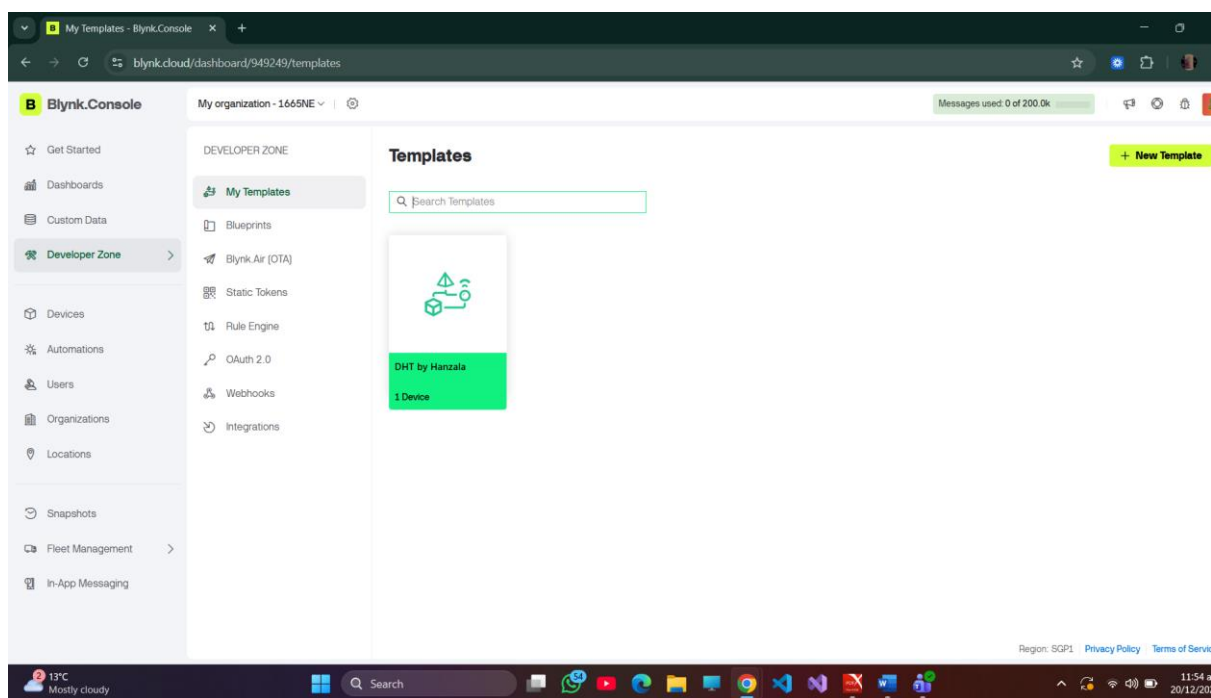 My Templates - Blynk.Console
blynk.cloud/dashboard/949249/templates
B Blynk.Console
My organization - 1665NE
Messages used: 0 of 200.0k
Get Started
Dashboards
Custom Data
Developer Zone
Devices
Automations
Users
Organizations
Locations
Snapshots
Fleet Management
In-App Messaging
DEVELOPER ZONE
My Templates
Blueprints
Blynk.Air (OTA)
Static Tokens
Rule Engine
OAuth 2.0
Webhooks
Integrations
Templates
+ New Template
Search Templates
DHT by Hanzala
1 Device
Region: SGP1 Privacy Policy Terms of Servic
2
13°C
Mostly cloudy
Search
54
11:54 a
20/12/20